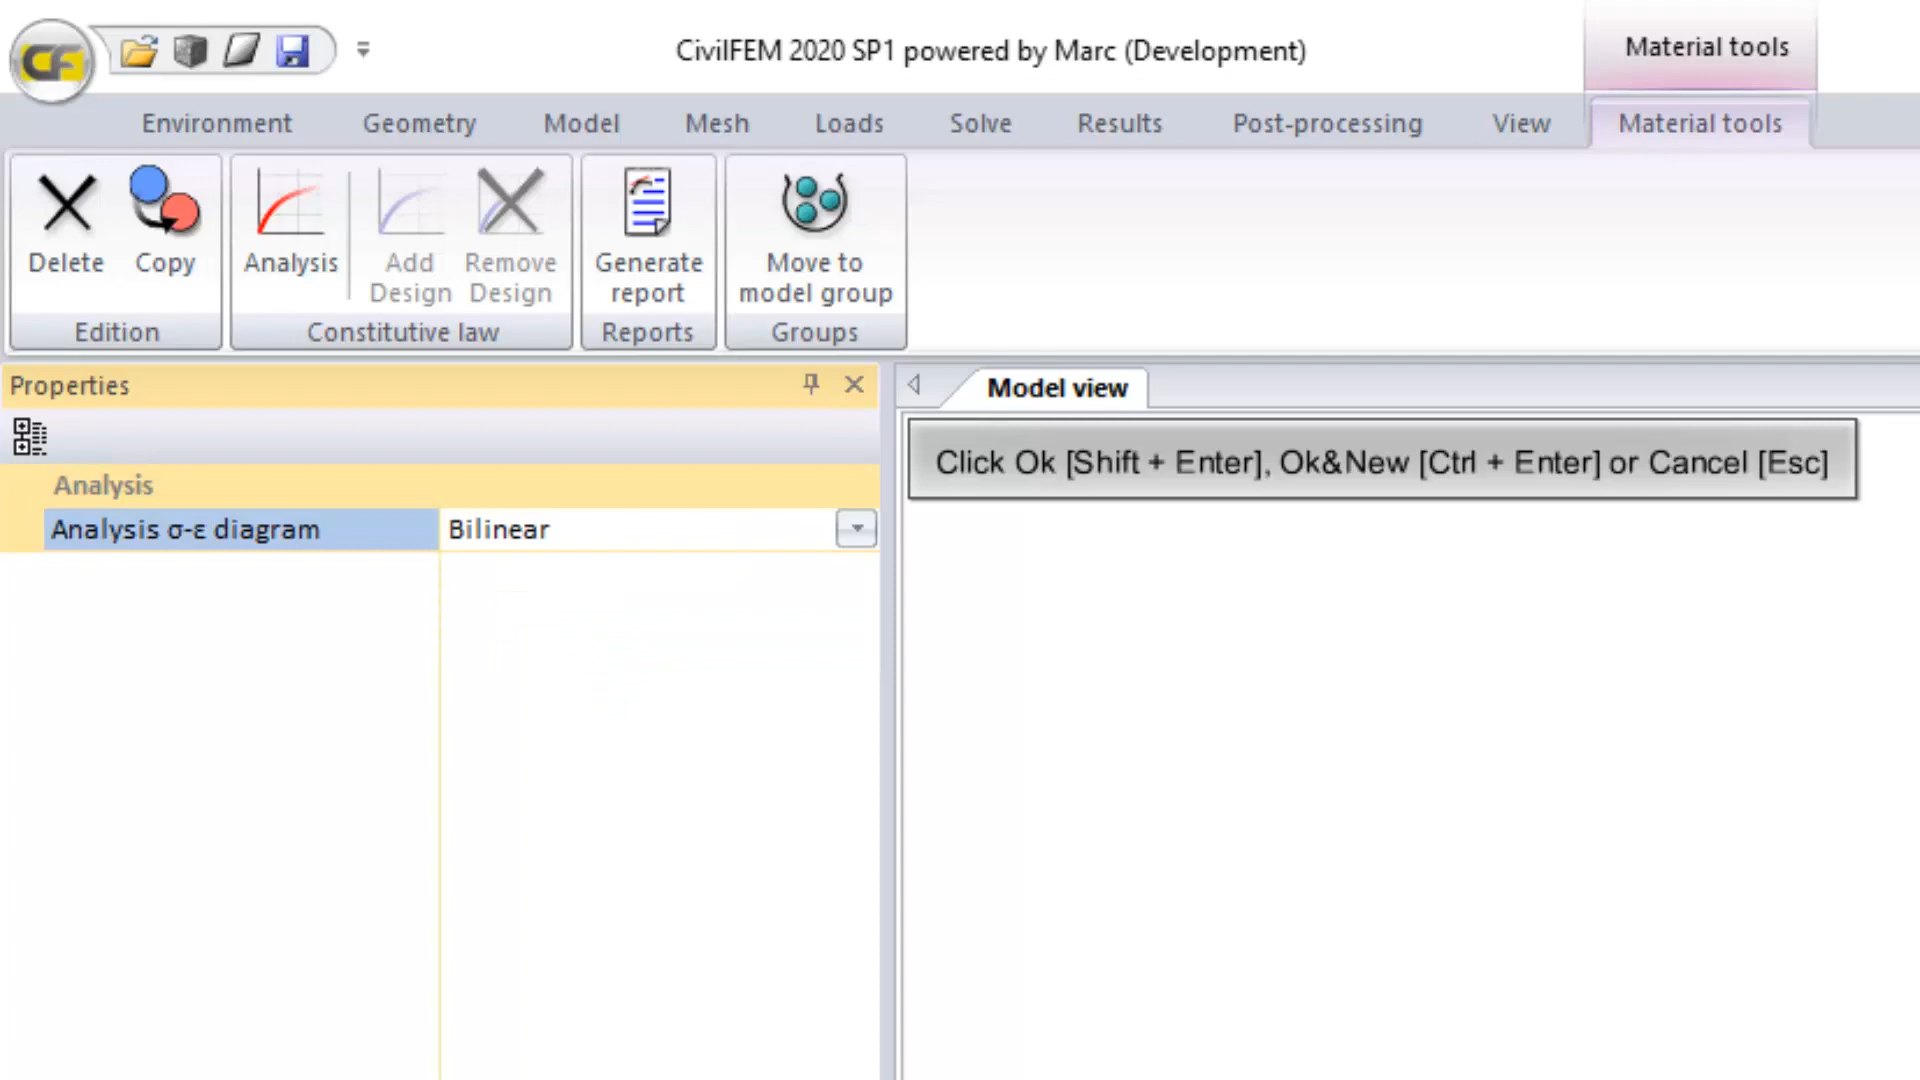 CF
CivilFEM 2020 SP1 powered by Marc (Development)
Material tools
Environment Geometry Model Mesh Loads Solve Results Post-processing View Material tools
Delete Copy Analysis Add Design Remove Design Generate report Move to model group
Edition Constitutive law Reports Groups
Properties
Model view
Click Ok [Shift + Enter], Ok&New [Ctrl + Enter] or Cancel [Esc]
Analysis
Analysis σ-ε diagram Bilinear